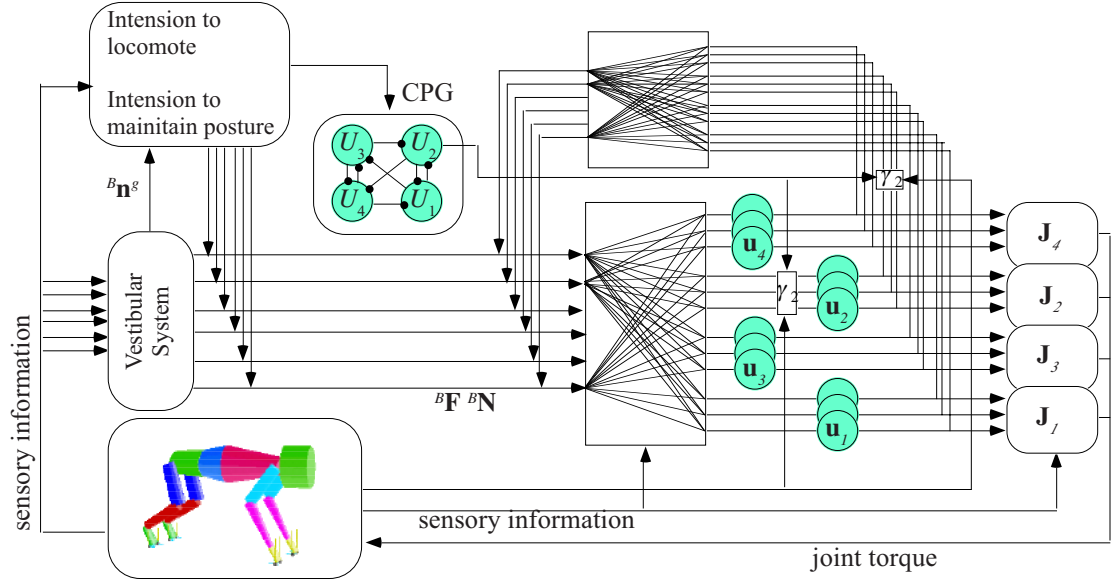 Intension to
locomote
Intension to
mainitain posture
CPG
U3
U2
U4
U1
γ2
ᴮnᵍ
Vestibular
System
u4
γ2
u2
u3
u1
J4
J2
J3
J1
ᴮF ᴮN
sensory information
sensory information
joint torque